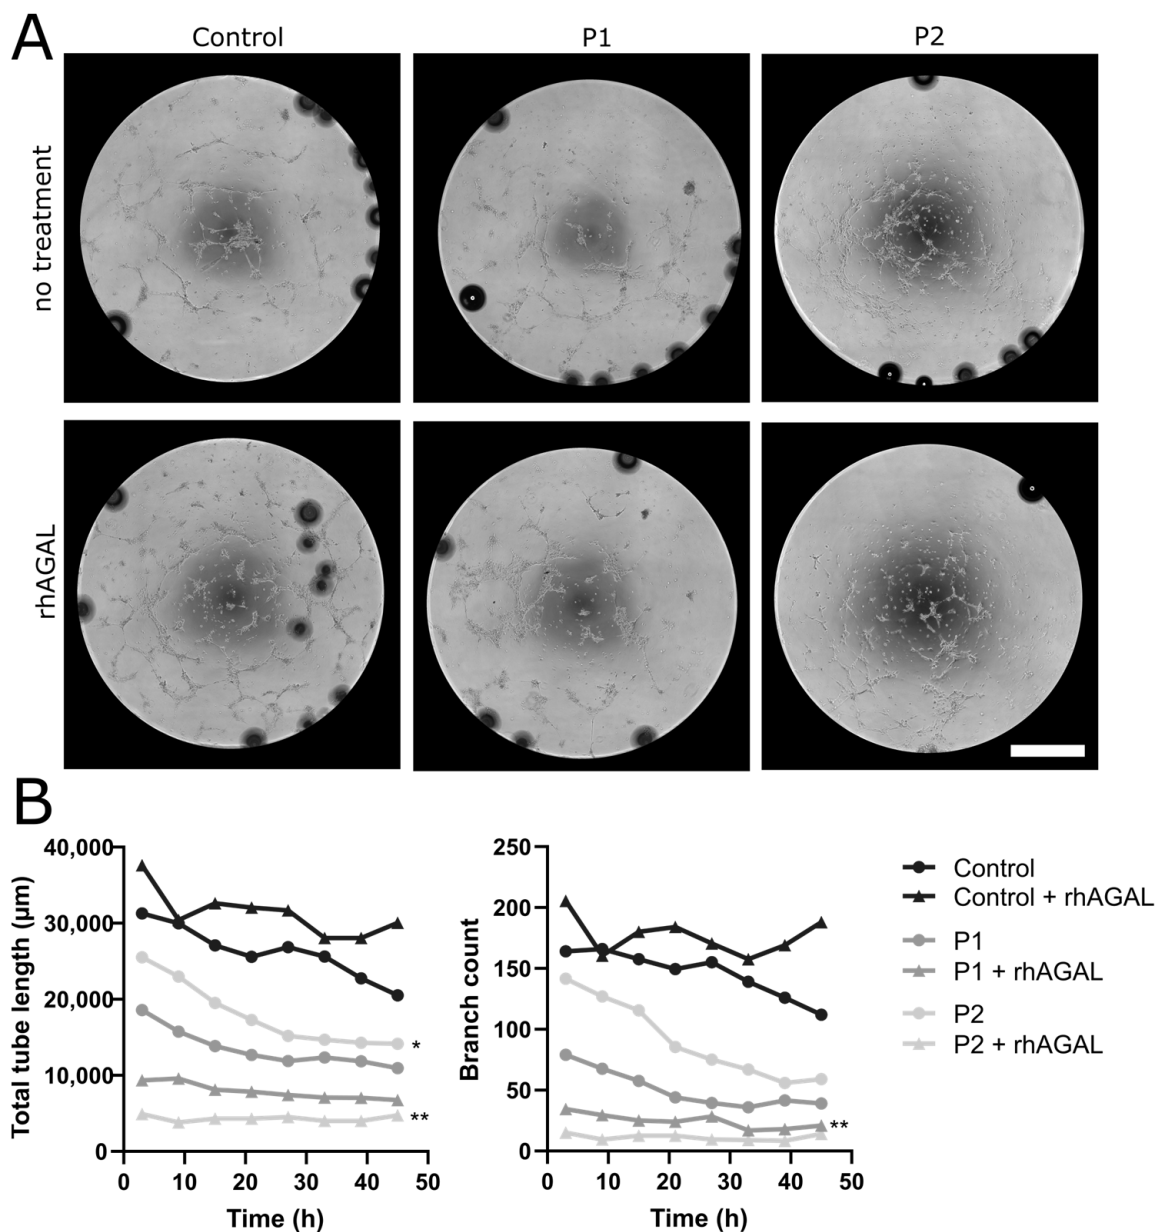 A
Control P1 P2
no treatment
rhAGAL
B
40,000
30,000
20,000
10,000
0
Total tube length (µm)
0 10 20 30 40 50
Time (h)
*
**
250
200
150
100
50
0
Branch count
0 10 20 30 40 50
Time (h)
**
Control
Control + rhAGAL
P1
P1 + rhAGAL
P2
P2 + rhAGAL